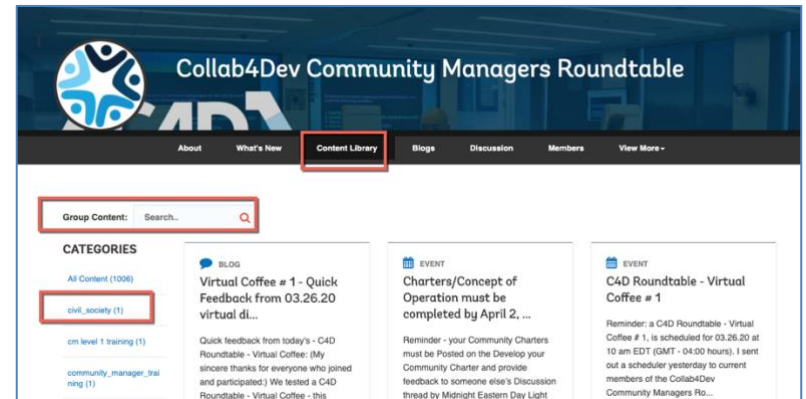 Collab4Dev Community Managers Roundtable
About What's New Content Library Blogs Discussion Members View More
Group Content: Search..
CATEGORIES
All Content (1006)
civil_society (1)
cm level 1 training (1)
community_manager_trai
ning (1)
BLOG
Virtual Coffee # 1 - Quick
Feedback from 03.26.20
virtual di...
Quick feedback from today's - C4D
Roundtable - Virtual Coffee: (My
sincere thanks for everyone who joined
and participated:) We tested a C4D
Roundtable - Virtual Coffee - this
EVENT
Charters/Concept of
Operation must be
completed by April 2, ...
Reminder - your Community Charters
must be Posted on the Develop your
Community Charter and provide
feedback to someone else's Discussion
thread by Midnight Eastern Day Light
EVENT
C4D Roundtable - Virtual
Coffee # 1
Reminder: a C4D Roundtable - Virtual
Coffee # 1, is scheduled for 03.26.20 at
10 am EDT (GMT - 04:00 hours). I sent
out a scheduler yesterday to current
members of the Collab4Dev
Community Managers Ro...